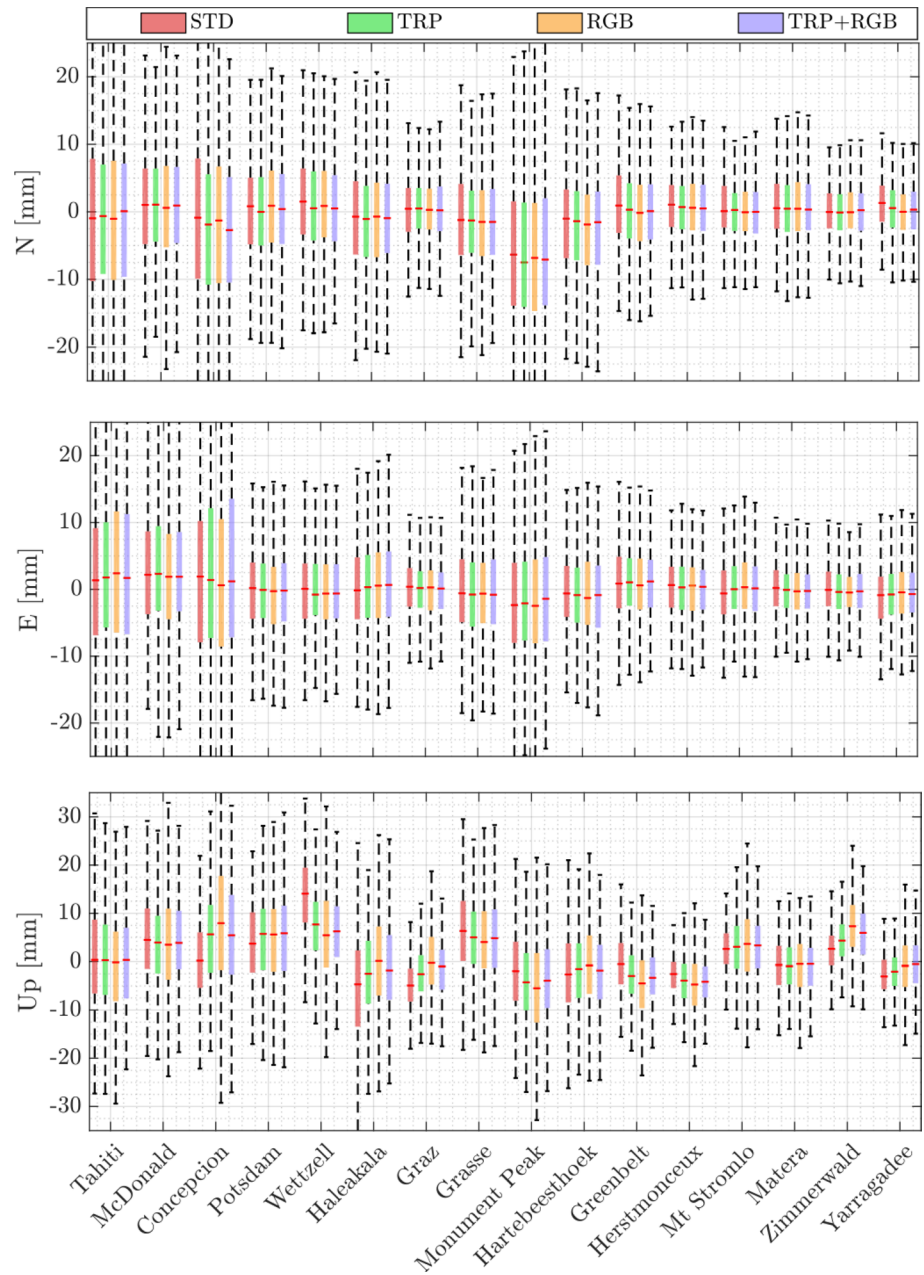 STD TRP RGB TRP+RGB
20
10
0
-10
-20
N [mm]
20
10
0
-10
-20
E [mm]
30
20
10
0
-10
-20
-30
Up [mm]
Tahiti
McDonald
Concepcion
Potsdam
Wettzell
Haleakala
Graz
Grasse
Monument Peak
Hartebeesthoek
Greenbelt
Herstmonceux
Mt Stromlo
Matera
Zimmerwald
Yarragadee